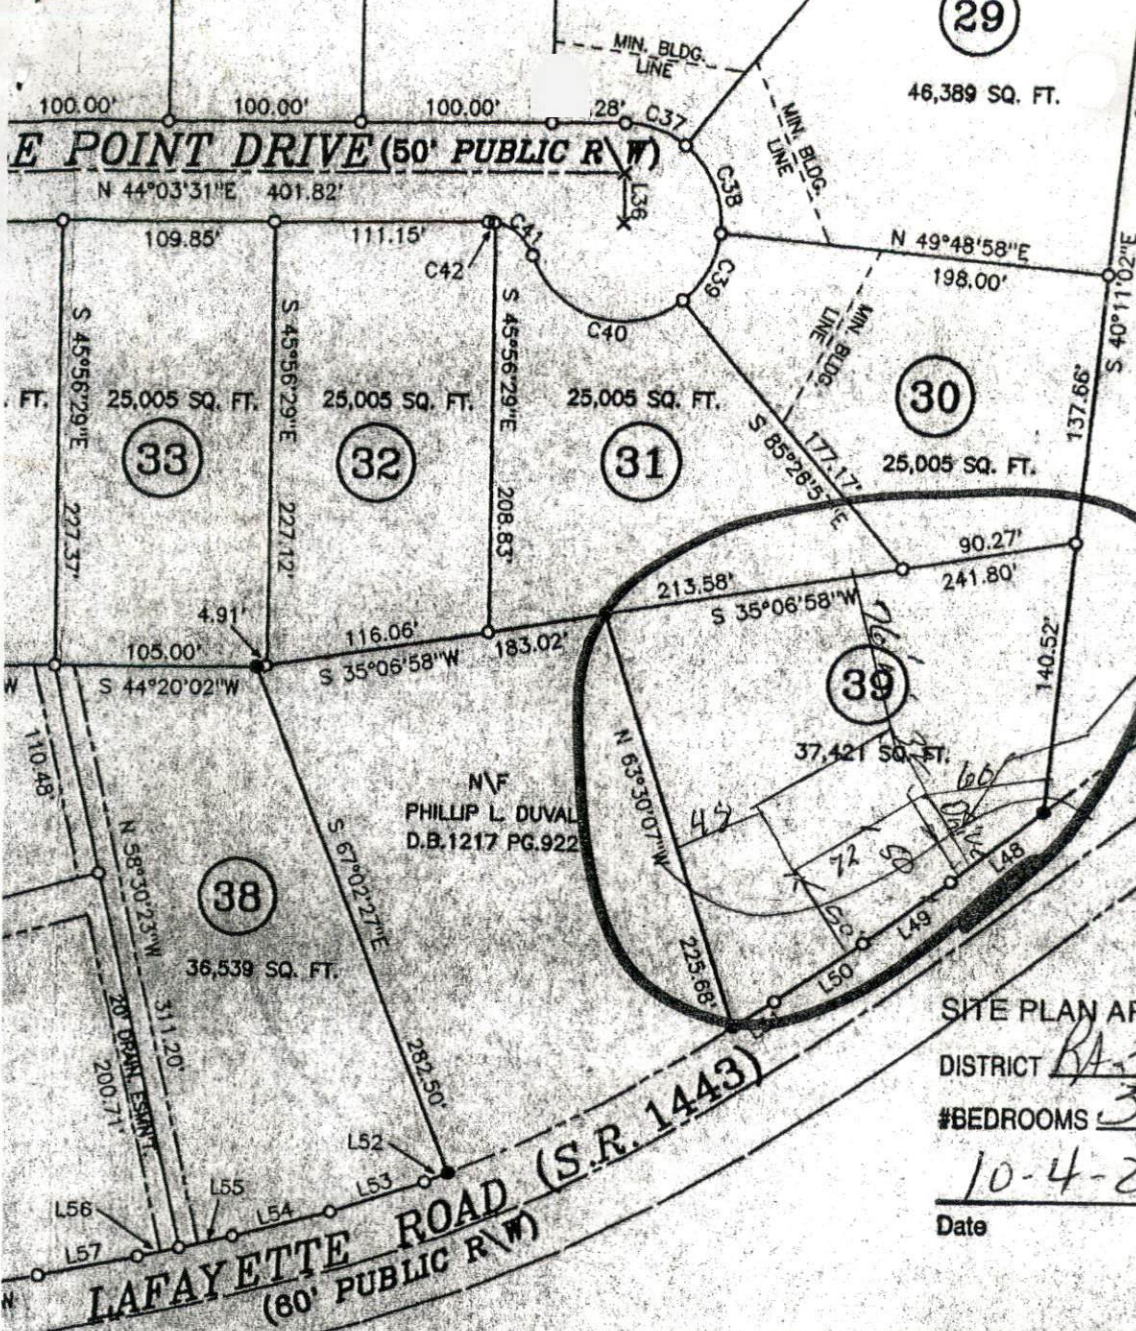 29
46,389 SQ. FT.
MIN. BLDG.
LINE
100.00'
100.00'
100.00'
28'
C37
MIN. BLDG.
LINE
E POINT DRIVE (50' PUBLIC R\W)
N 44°03'31"E 401.82'
L36
C38
109.85'
111.15'
C41
C42
N 49°48'58"E
198.00'
C39
C40
S 40°11'02"E
MIN. BLDG.
LINE
S 45°56'29"E
227.37'
S 45°56'29"E
227.12'
S 45°56'29"E
208.83'
. FT.
25,005 SQ. FT.
33
25,005 SQ. FT.
32
25,005 SQ. FT.
31
30
25,005 SQ. FT.
137.66'
177.17'
S 85°26'5 "E
90.27'
241.80'
213.58'
S 35°06'58"W
4.91'
116.06'
183.02'
S 35°06'58"W
105.00'
S 44°20'02"W
W
39
37,421 SQ. FT.
140.52'
110.48'
N 63°30'07"W
225.68'
N\F
PHILLIP L. DUVAL
D.B.1217 PG.922
48
60
72
50
50
Drive
N 58°30'23"W
311.20'
S 67°02'27"E
282.50'
38
36,539 SQ. FT.
20' DRAIN. ESMN'T.
200.71'
L48
L49
L50
L52
L53
L54
L55
L56
L57
LAFAYETTE ROAD (S.R. 1443)
(60' PUBLIC R\W)
SITE PLAN AP
DISTRICT RA-
#BEDROOMS 3
10-4-2
Date